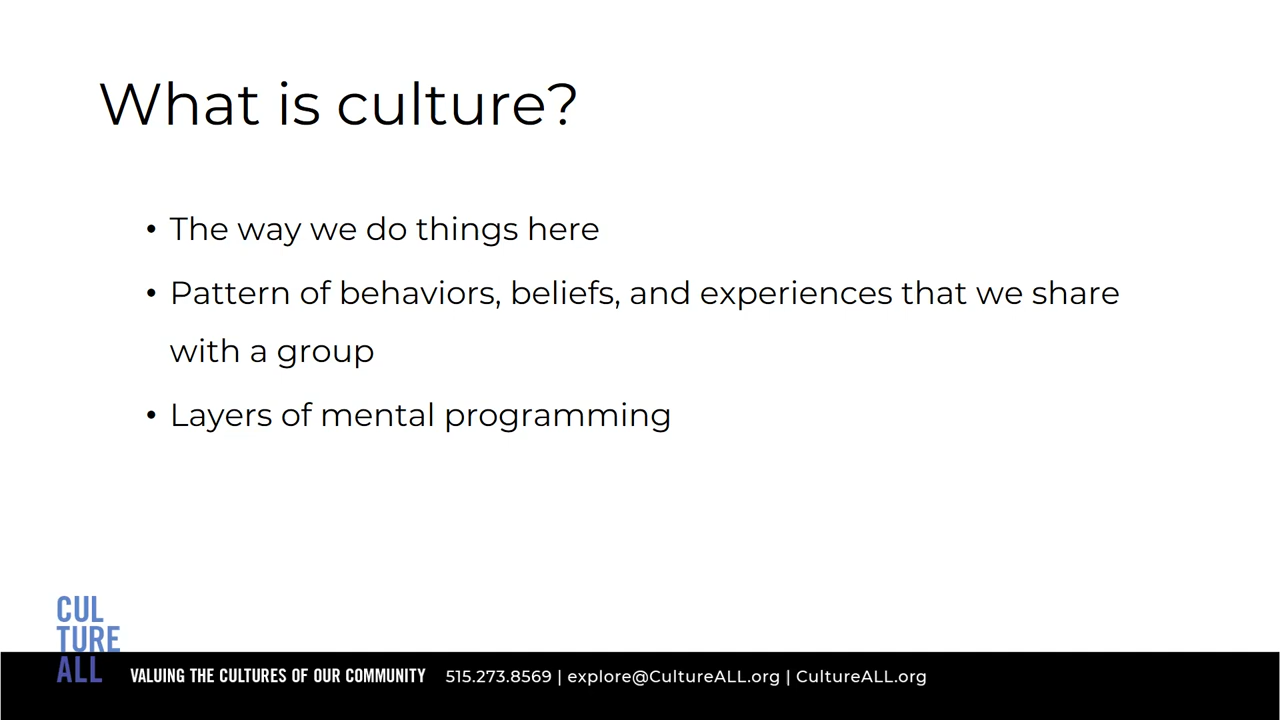 What is culture?
• The way we do things here
• Pattern of behaviors, beliefs, and experiences that we share
with a group
• Layers of mental programming
CUL
TURE
ALL
VALUING THE CULTURES OF OUR COMMUNITY 515.273.8569 | explore@CultureALL.org | CultureALL.org